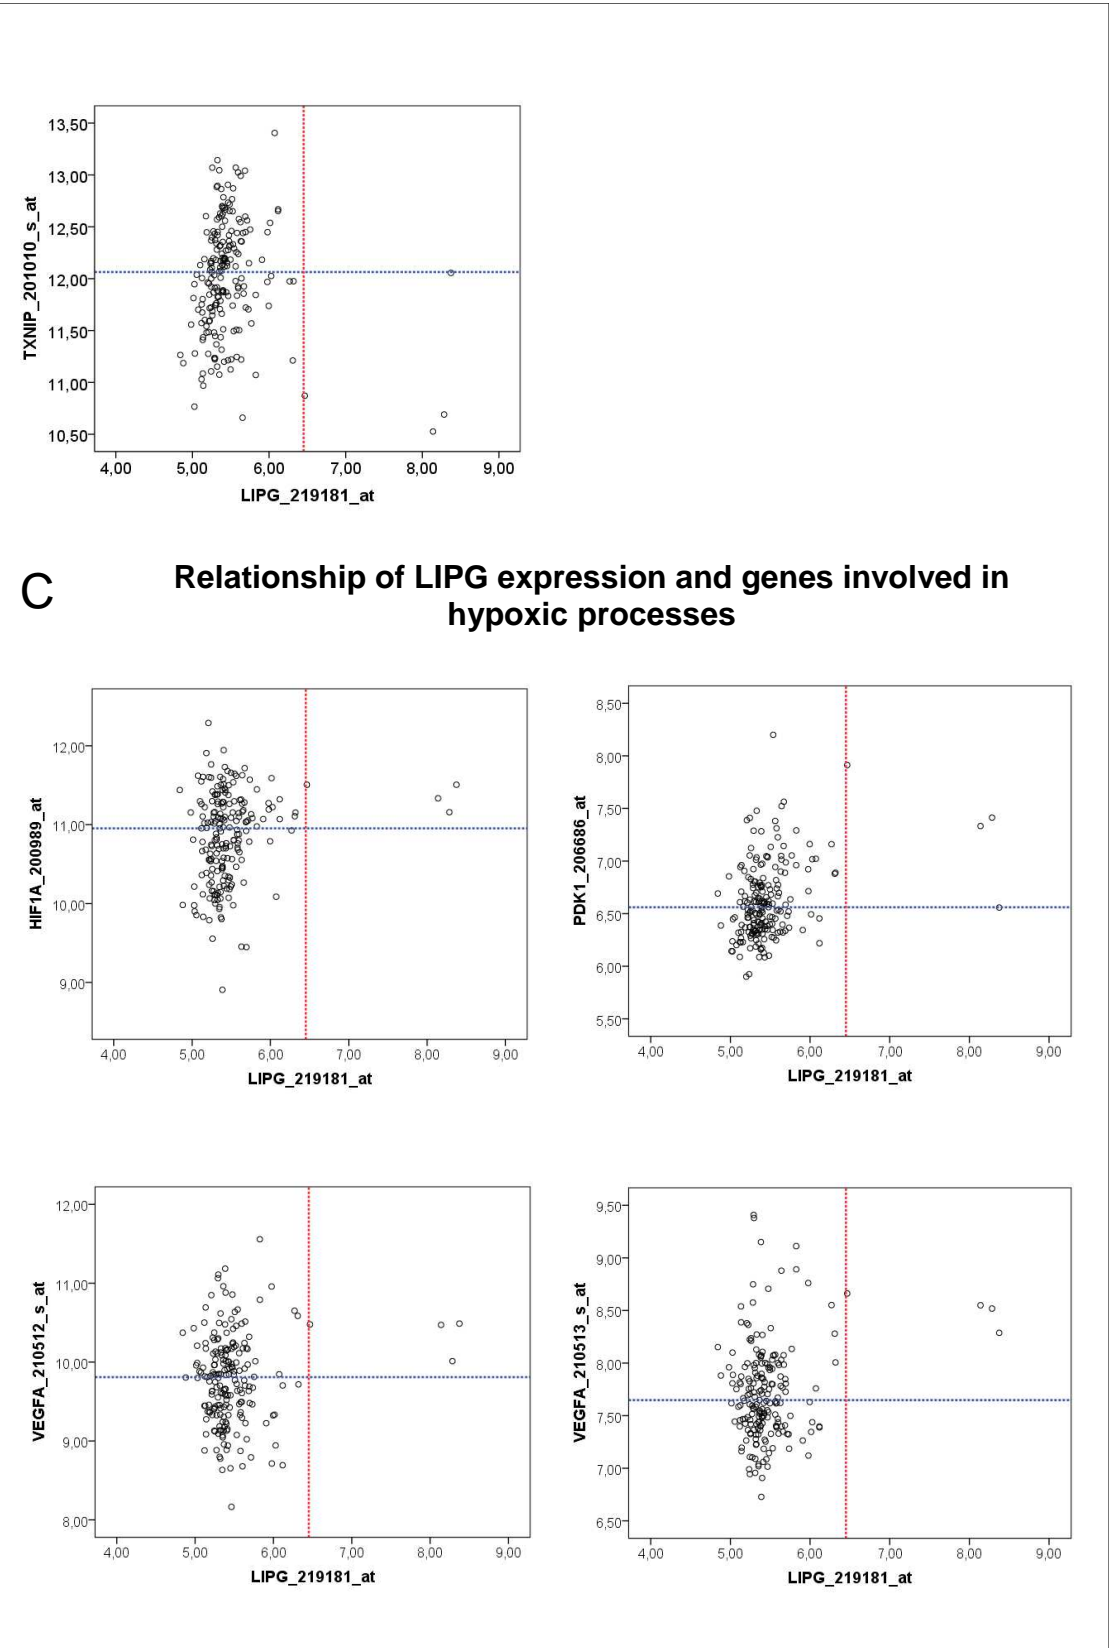 13,50
13,00
12,50
12,00
11,50
11,00
10,50
TXNIP_201010_s_at
4,00 5,00 6,00 7,00 8,00 9,00
LIPG_219181_at
C
Relationship of LIPG expression and genes involved in
hypoxic processes
12,00
11,00
10,00
9,00
HIF1A_200989_at
4,00 5,00 6,00 7,00 8,00 9,00
LIPG_219181_at
8,50
8,00
7,50
7,00
6,50
6,00
5,50
PDK1_206686_at
4,00 5,00 6,00 7,00 8,00 9,00
LIPG_219181_at
12,00
11,00
10,00
9,00
8,00
VEGFA_210512_s_at
4,00 5,00 6,00 7,00 8,00 9,00
LIPG_219181_at
9,50
9,00
8,50
8,00
7,50
7,00
6,50
VEGFA_210513_s_at
4,00 5,00 6,00 7,00 8,00 9,00
LIPG_219181_at